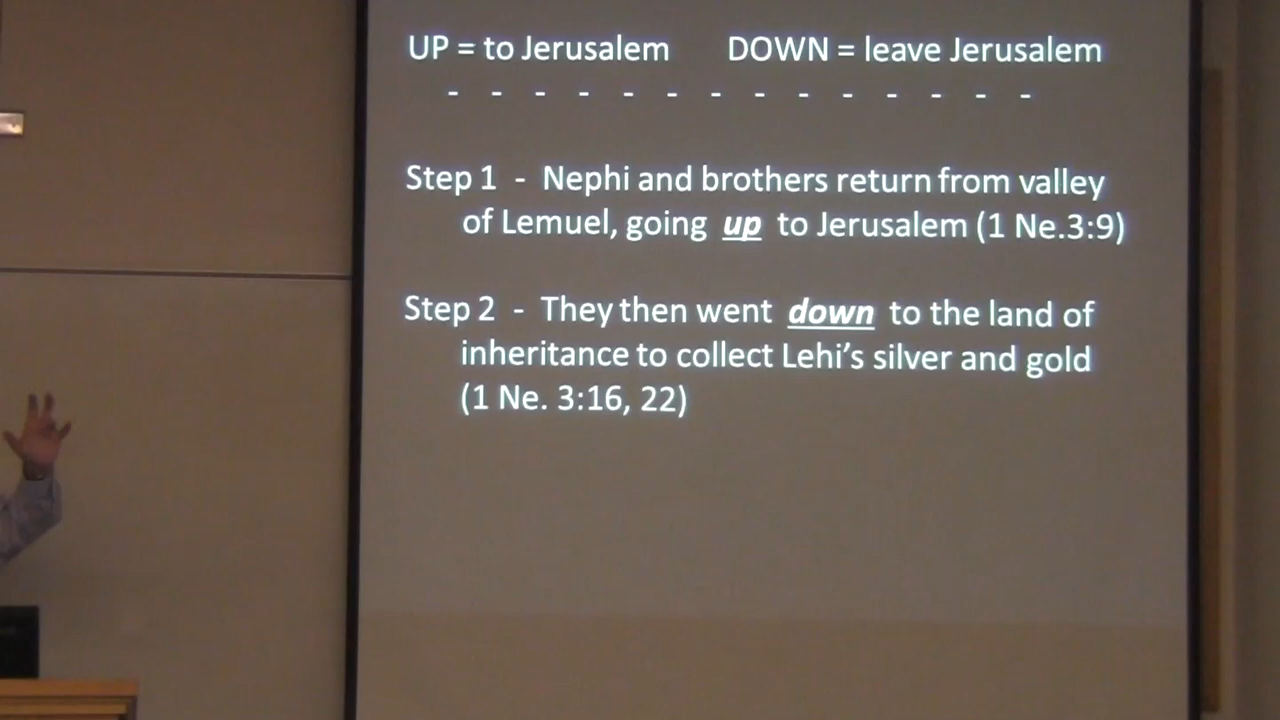 UP = to Jerusalem DOWN = leave Jerusalem
- - - - - - - - - - - - - -
Step 1 - Nephi and brothers return from valley
of Lemuel, going up to Jerusalem (1 Ne.3:9)
Step 2 - They then went down to the land of
inheritance to collect Lehi’s silver and gold
(1 Ne. 3:16, 22)